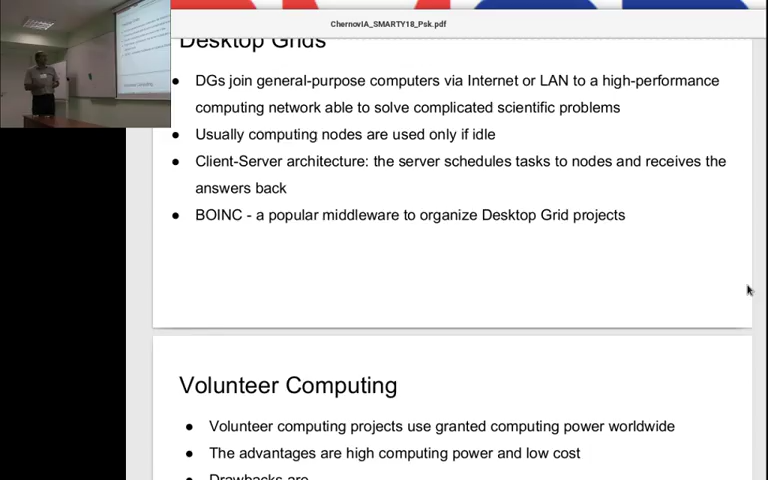 ChernovIA_SMARTY18_Psk.pdf
Desktop Grids
● DGs join general-purpose computers via Internet or LAN to a high-performance
computing network able to solve complicated scientific problems
● Usually computing nodes are used only if idle
● Client-Server architecture: the server schedules tasks to nodes and receives the
answers back
● BOINC - a popular middleware to organize Desktop Grid projects
Volunteer Computing
● Volunteer computing projects use granted computing power worldwide
● The advantages are high computing power and low cost
● Drawbacks are